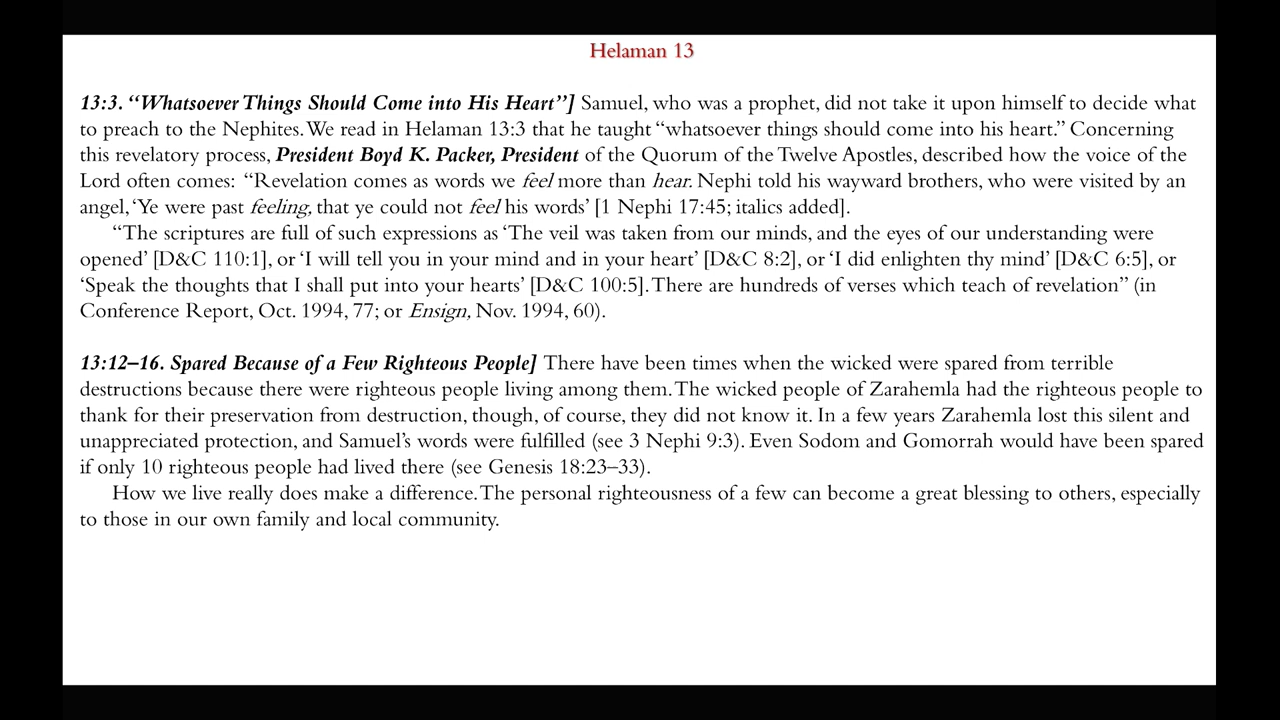 Helaman 13
13:3. “Whatsoever Things Should Come into His Heart”] Samuel, who was a prophet, did not take it upon himself to decide what
to preach to the Nephites. We read in Helaman 13:3 that he taught “whatsoever things should come into his heart.” Concerning
this revelatory process, President Boyd K. Packer, President of the Quorum of the Twelve Apostles, described how the voice of the
Lord often comes: “Revelation comes as words we feel more than hear. Nephi told his wayward brothers, who were visited by an
angel, ‘Ye were past feeling, that ye could not feel his words’ [1 Nephi 17:45; italics added].
“The scriptures are full of such expressions as ‘The veil was taken from our minds, and the eyes of our understanding were
opened’ [D&C 110:1], or ‘I will tell you in your mind and in your heart’ [D&C 8:2], or ‘I did enlighten thy mind’ [D&C 6:5], or
‘Speak the thoughts that I shall put into your hearts’ [D&C 100:5]. There are hundreds of verses which teach of revelation” (in
Conference Report, Oct. 1994, 77; or Ensign, Nov. 1994, 60).
13:12–16. Spared Because of a Few Righteous People] There have been times when the wicked were spared from terrible
destructions because there were righteous people living among them. The wicked people of Zarahemla had the righteous people to
thank for their preservation from destruction, though, of course, they did not know it. In a few years Zarahemla lost this silent and
unappreciated protection, and Samuel’s words were fulfilled (see 3 Nephi 9:3). Even Sodom and Gomorrah would have been spared
if only 10 righteous people had lived there (see Genesis 18:23–33).
How we live really does make a difference. The personal righteousness of a few can become a great blessing to others, especially
to those in our own family and local community.